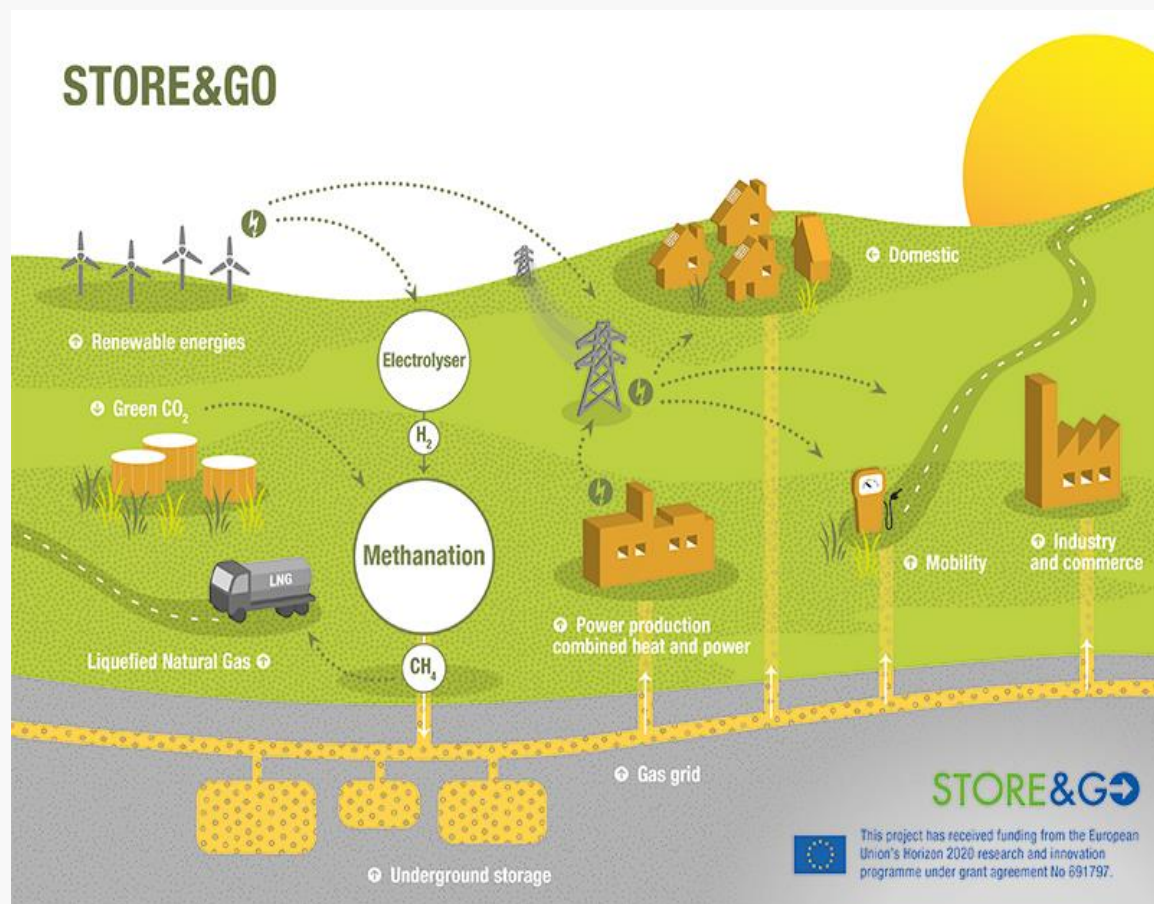 STORE&GO
Domestic
Renewable energies
Electrolyser
Green CO₂
H₂
Methanation
LNG
Mobility
Industry
and commerce
Power production
combined heat and power
Liquefied Natural Gas
CH₄
Gas grid
Underground storage
STORE&GO
This project has received funding from the European
Union's Horizon 2020 research and innovation
programme under grant agreement No 691797.